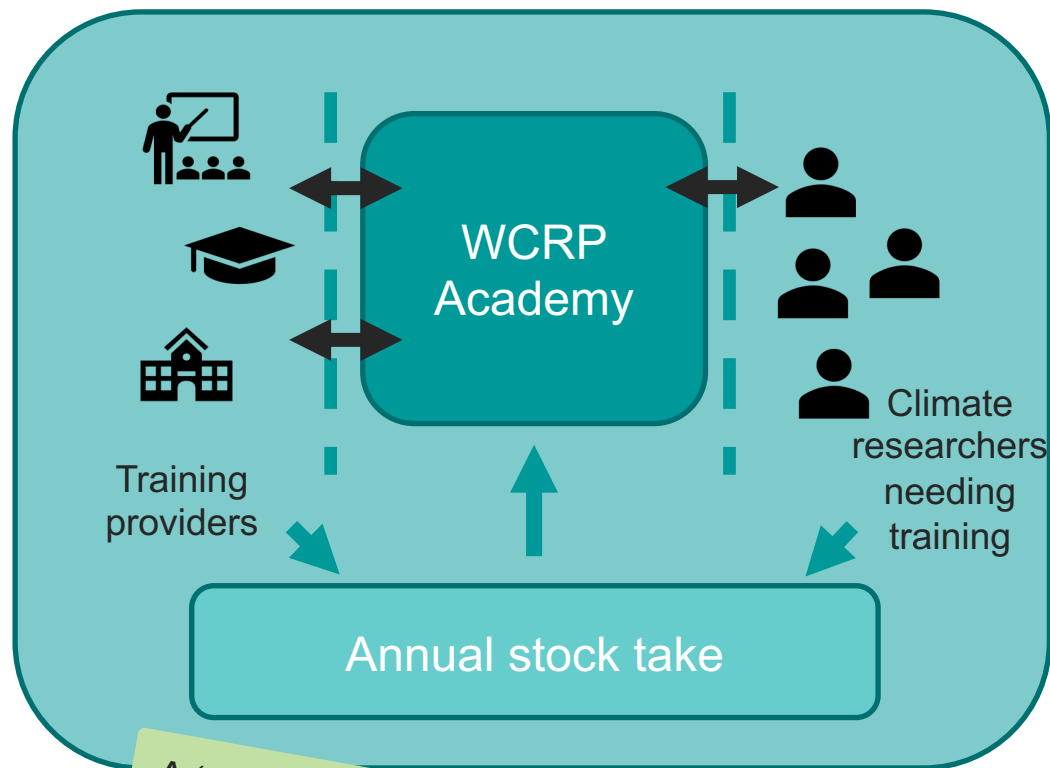 WCRP
Academy
Training
providers
Climate
researchers
needing
training
Annual stock take